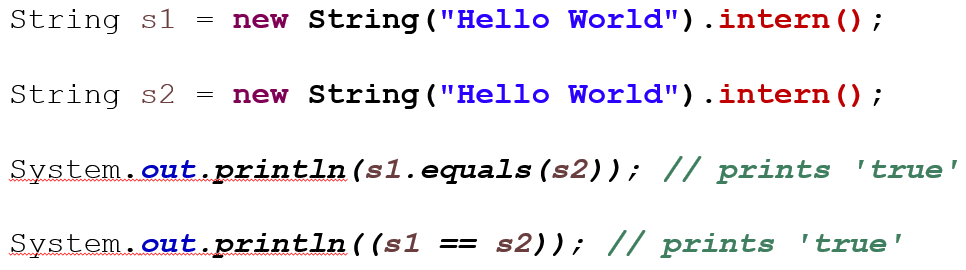 String s1 = new String("Hello World").intern();
String s2 = new String("Hello World").intern();
System.out.println(s1.equals(s2)); // prints 'true'
System.out.println((s1 == s2)); // prints 'true'